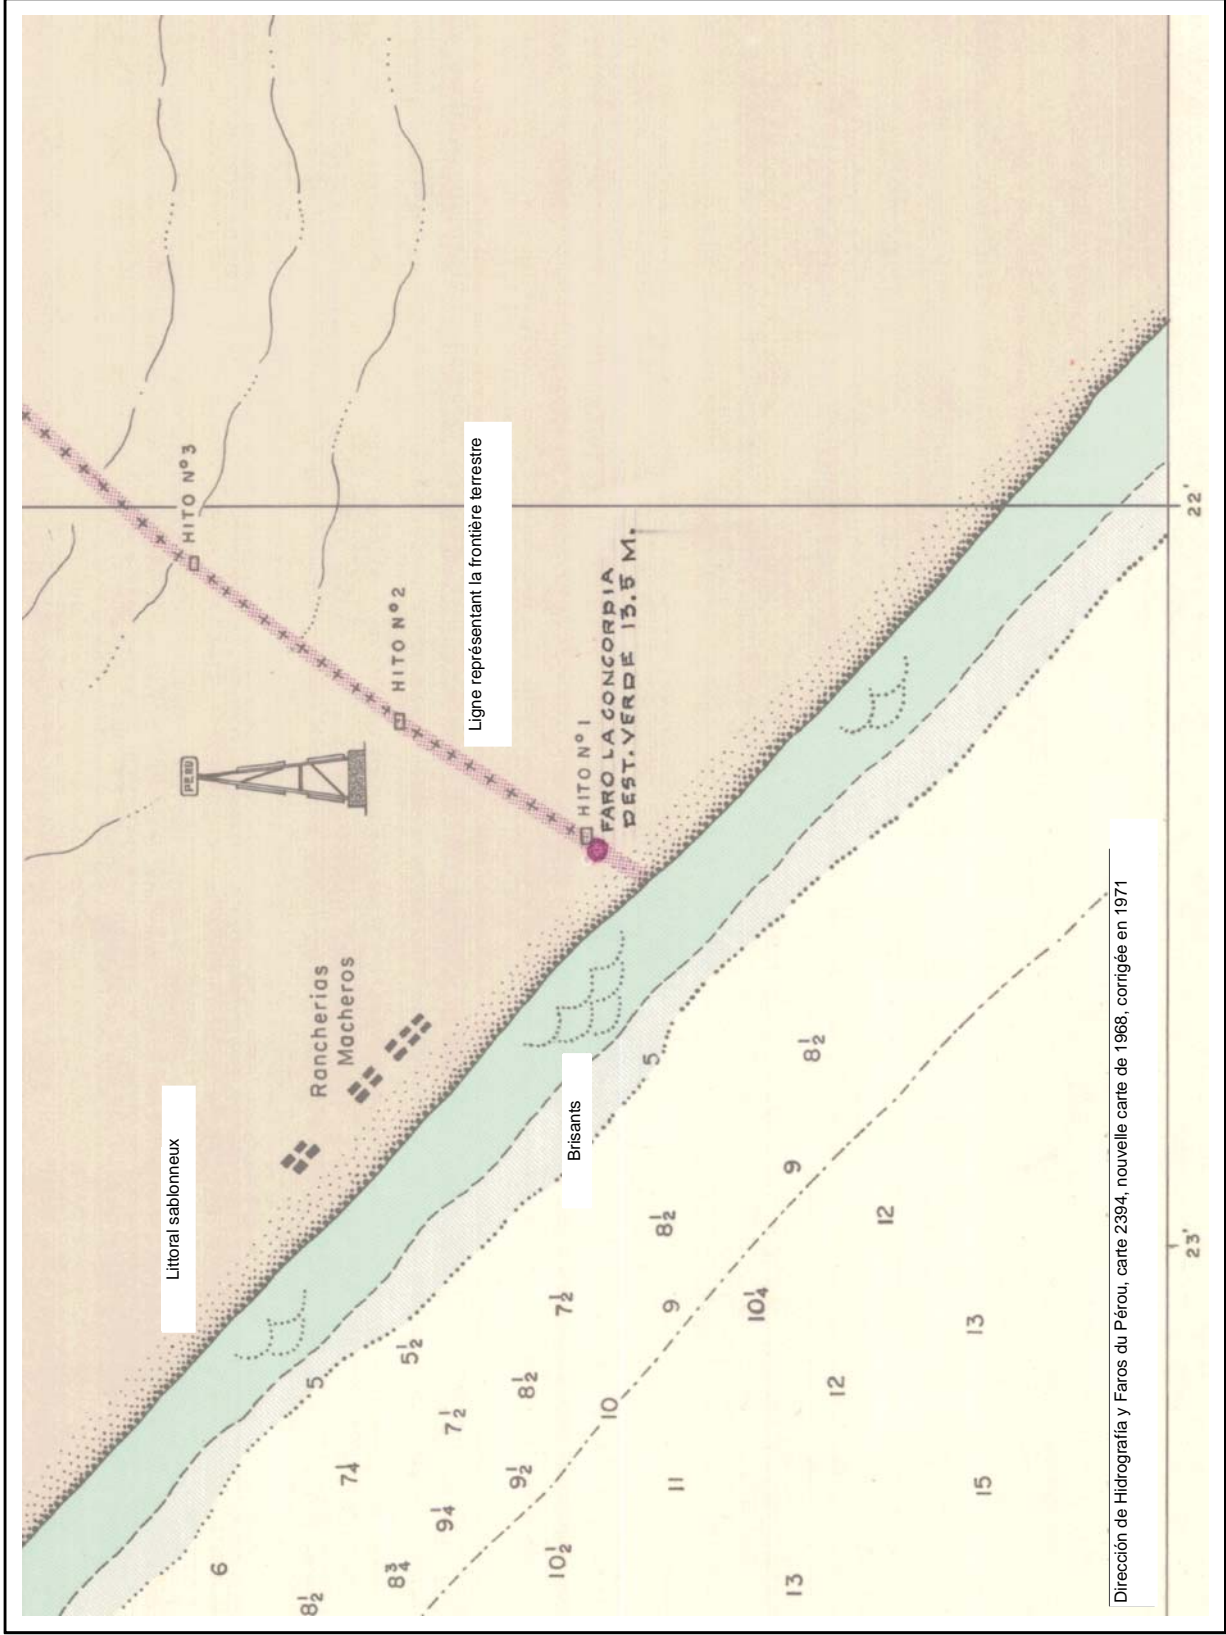 HITO Nº3
PERU
HITO Nº2
Ligne représentant la frontière terrestre
HITO Nº1
FARO LA CONCORDIA
DEST. VERDE 13.5 M.
Rancherias
Macheros
Littoral sablonneux
Brisants
5
8½
9
8½
12
7½
9
10¼
13
5½
5
8½
12
7½
10
7¼
9½
11
15
9¼
6
8¾
10½
13
8½
22'
23'
Dirección de Hidrografía y Faros du Pérou, carte 2394, nouvelle carte de 1968, corrigée en 1971